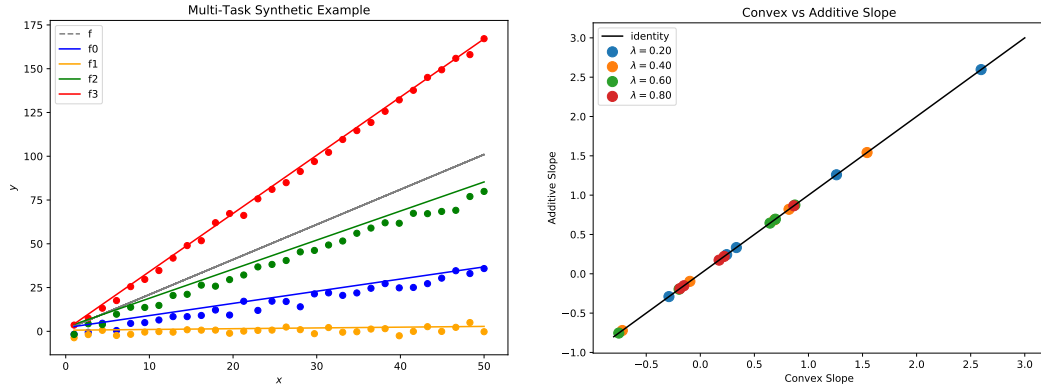 Multi-Task Synthetic Example
175
150
125
100
75
50
25
0
y
f
f0
f1
f2
f3
0 10 20 30 40 50
x
Convex vs Additive Slope
3.0
2.5
2.0
1.5
1.0
0.5
0.0
−0.5
−1.0
Additive Slope
identity
λ = 0.20
λ = 0.40
λ = 0.60
λ = 0.80
−0.5 0.0 0.5 1.0 1.5 2.0 2.5 3.0
Convex Slope